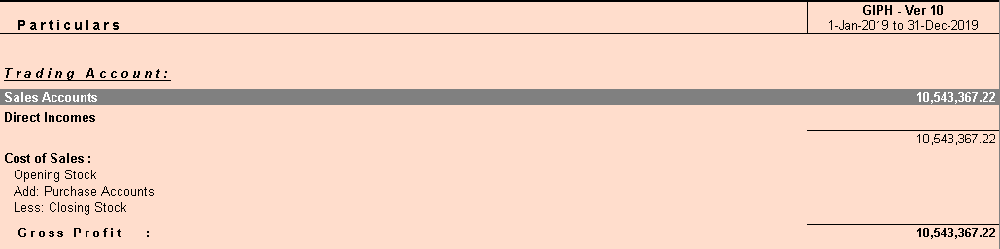 GIPH - Ver 10
Particulars 1-Jan-2019 to 31-Dec-2019
Trading Account:
Sales Accounts 10,543,367.22
Direct Incomes
10,543,367.22
Cost of Sales :
Opening Stock
Add: Purchase Accounts
Less: Closing Stock
Gross Profit : 10,543,367.22